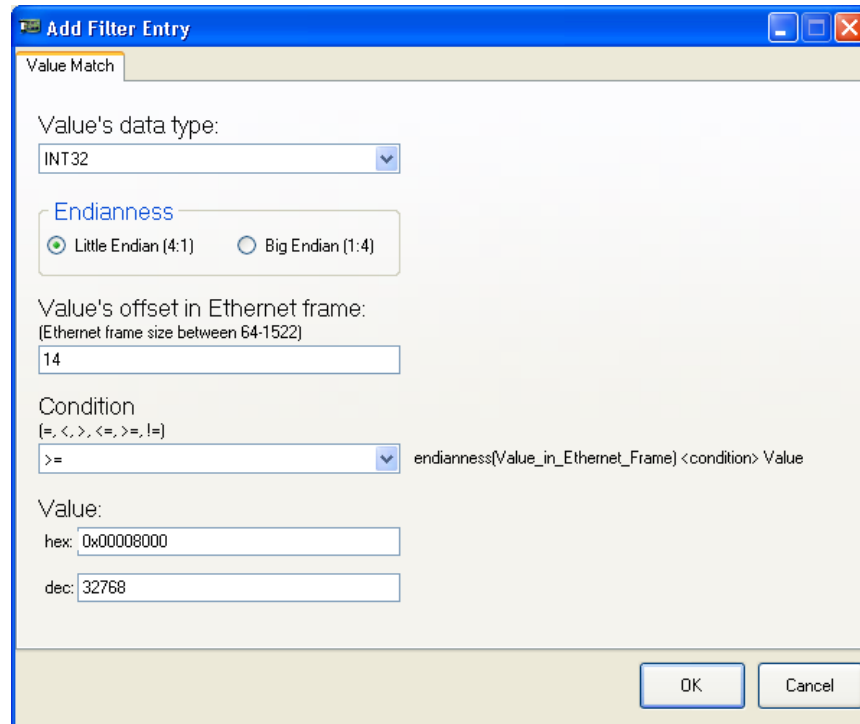 Add Filter Entry
Value Match
Value's data type:
INT32
Endianness
Little Endian (4:1) Big Endian (1:4)
Value's offset in Ethernet frame:
(Ethernet frame size between 64-1522)
14
Condition
(=, <, >, <=, >=, !=)
>= endianness(Value_in_Ethernet_Frame) <condition> Value
Value:
hex: 0x00008000
dec: 32768
OK Cancel